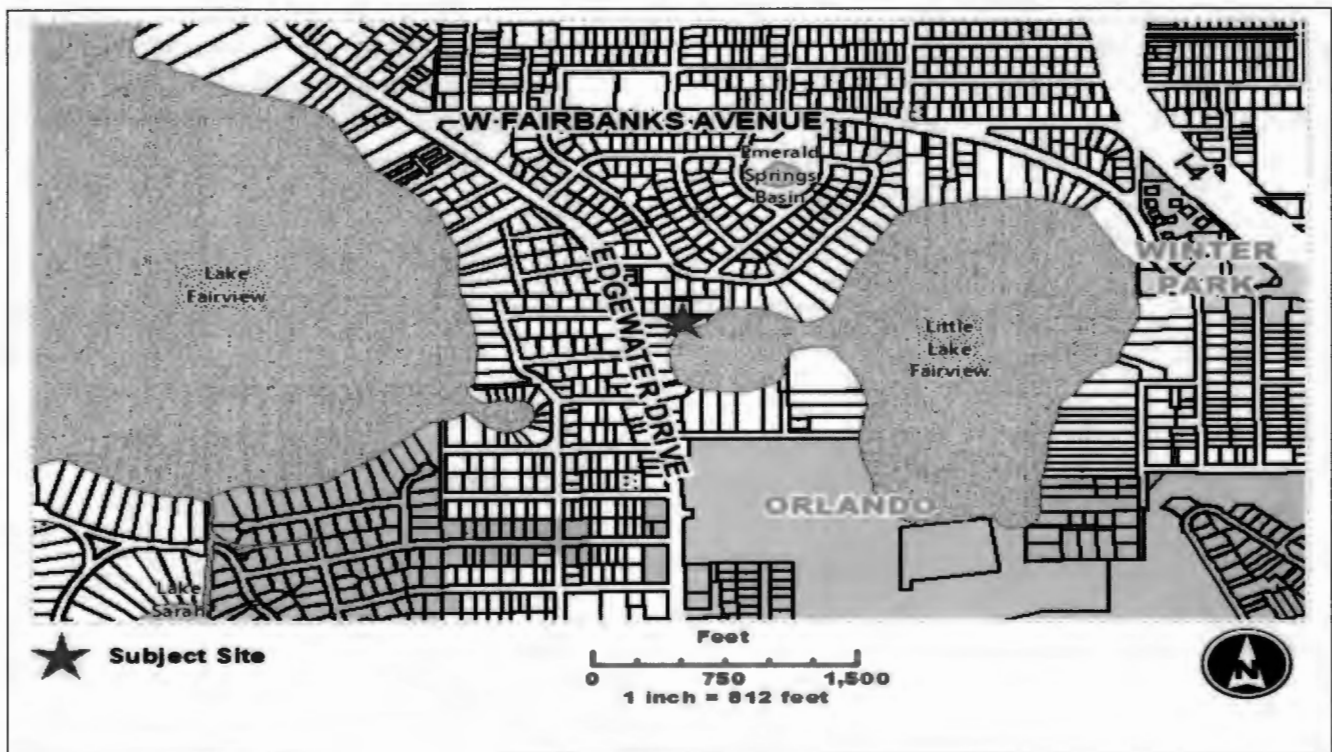 W FAIRBANKS AVENUE
Emerald
Springs
Basin
I-4
WINTER
PARK
EDGEWATER DRIVE
Lake
Fairview
Little
Lake
Fairview
ORLANDO
Lake
Sarah
Subject Site
Feet
0 750 1,500
1 inch = 812 feet
N